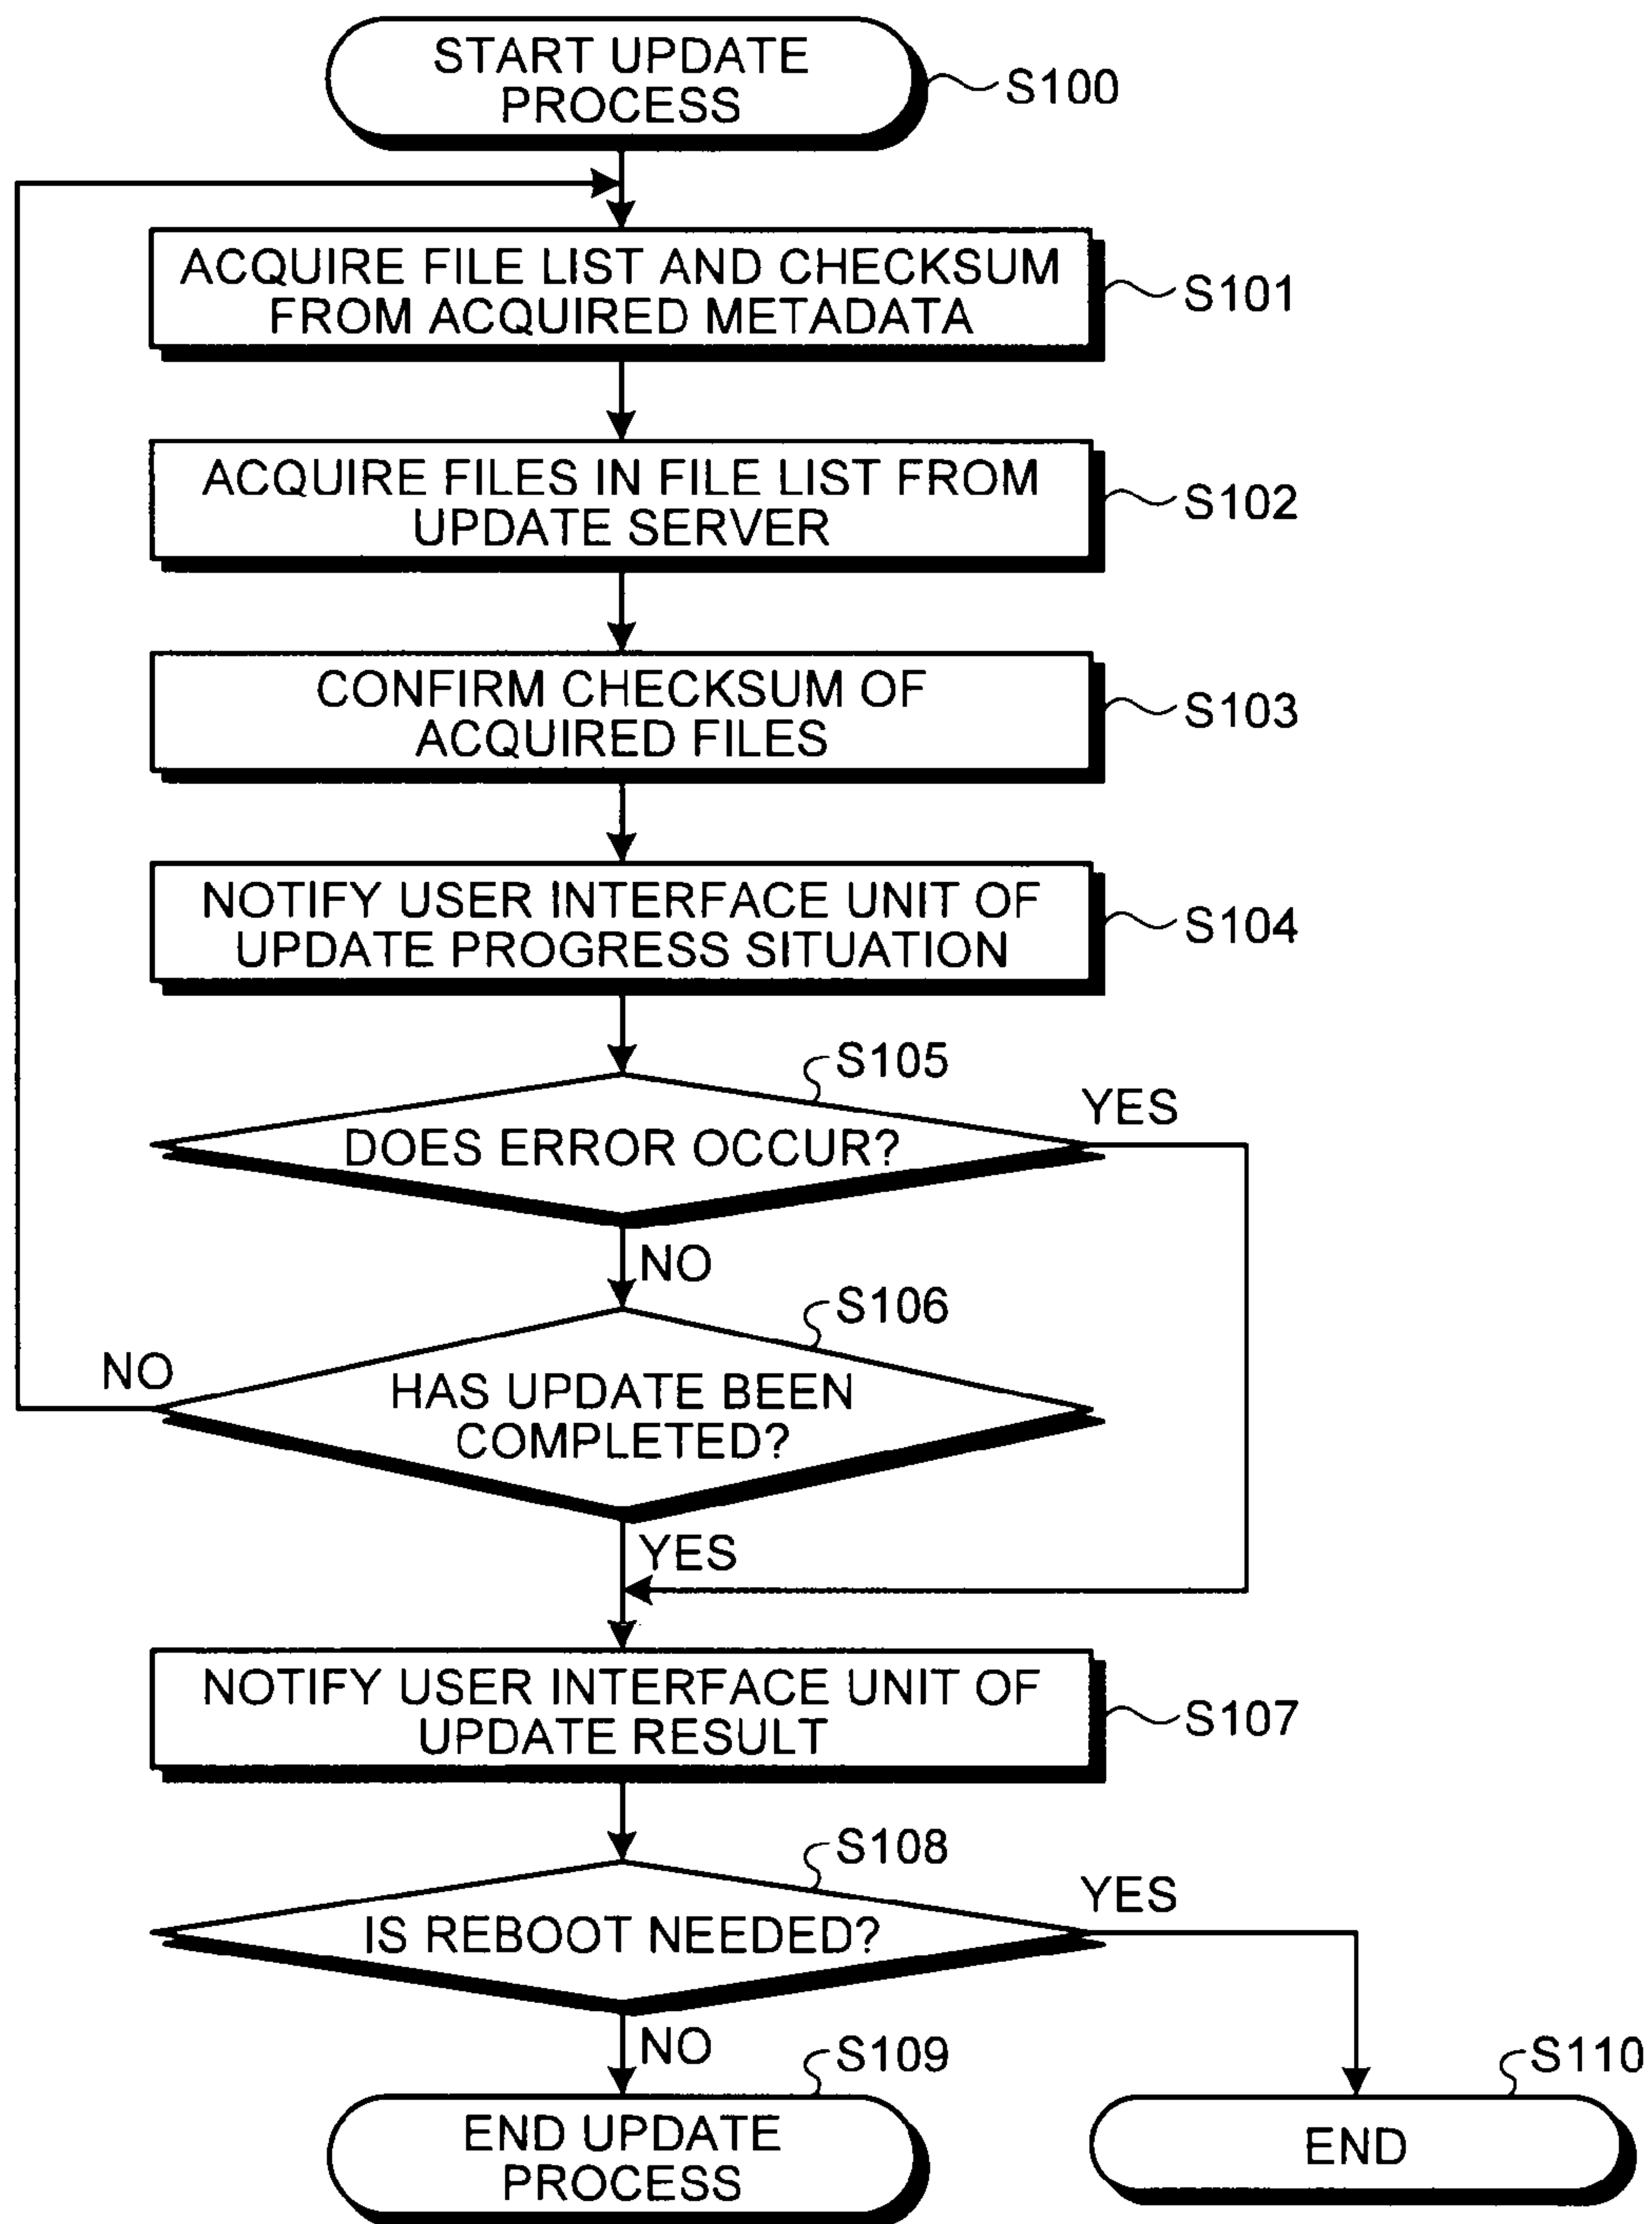 START UPDATE
PROCESS
S100
ACQUIRE FILE LIST AND CHECKSUM
FROM ACQUIRED METADATA
S101
ACQUIRE FILES IN FILE LIST FROM
UPDATE SERVER
S102
CONFIRM CHECKSUM OF
ACQUIRED FILES
S103
NOTIFY USER INTERFACE UNIT OF
UPDATE PROGRESS SITUATION
S104
S105
YES
DOES ERROR OCCUR?
NO
S106
NO
HAS UPDATE BEEN
COMPLETED?
YES
NOTIFY USER INTERFACE UNIT OF
UPDATE RESULT
S107
S108
YES
IS REBOOT NEEDED?
NO
S109
S110
END UPDATE
PROCESS
END